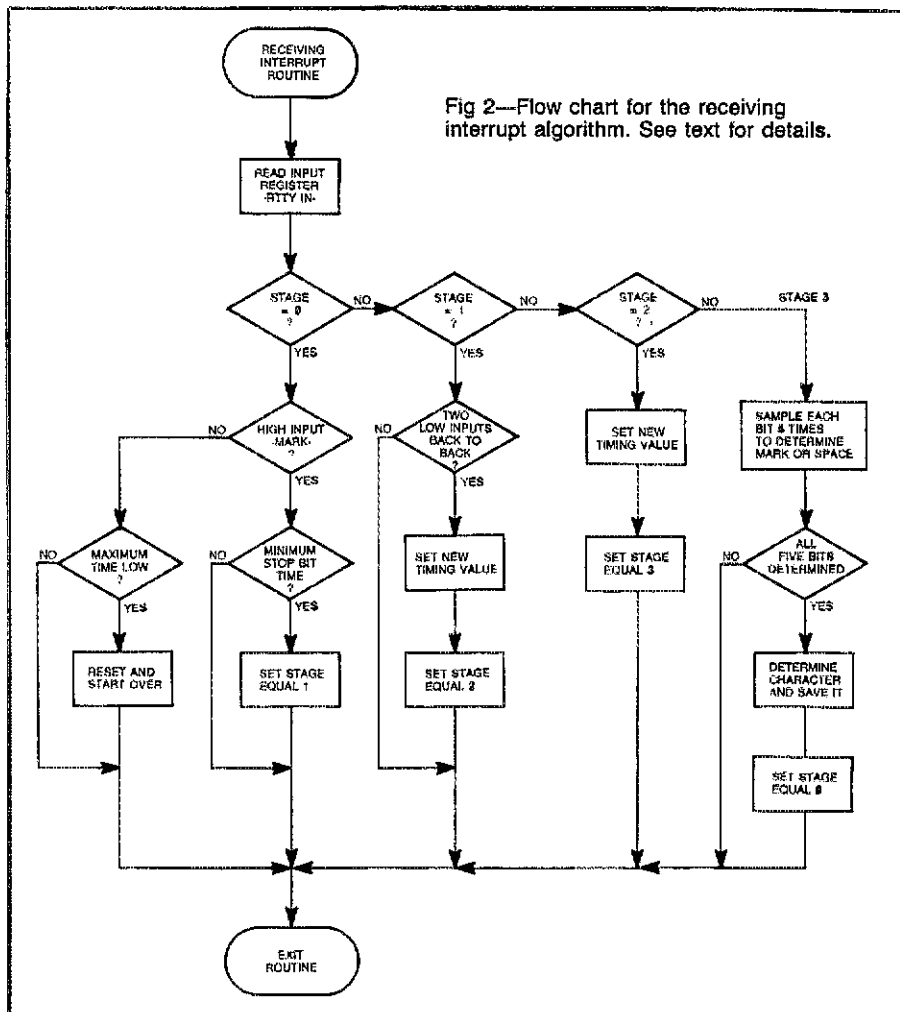 RECEIVING
INTERRUPT
ROUTINE
Fig 2—Flow chart for the receiving
interrupt algorithm. See text for details.
READ INPUT
REGISTER
-RTTY IN-
STAGE
= 0
?
NO
YES
STAGE
= 1
?
NO
YES
STAGE
= 2
?
NO
YES
STAGE 3
HIGH INPUT
-MARK-
?
NO
YES
TWO
LOW INPUTS
BACK TO
BACK
?
NO
YES
SET NEW
TIMING VALUE
SAMPLE EACH
BIT 8 TIMES
TO DETERMINE
MARK OR SPACE
MAXIMUM
TIME LOW
?
NO
YES
MINIMUM
STOP BIT
TIME
?
NO
YES
SET NEW
TIMING VALUE
SET STAGE
EQUAL 3
ALL
FIVE BITS
DETERMINED
NO
YES
RESET AND
START OVER
SET STAGE
EQUAL 1
SET STAGE
EQUAL 2
DETERMINE
CHARACTER
AND SAVE IT
SET STAGE
EQUAL 0
EXIT
ROUTINE